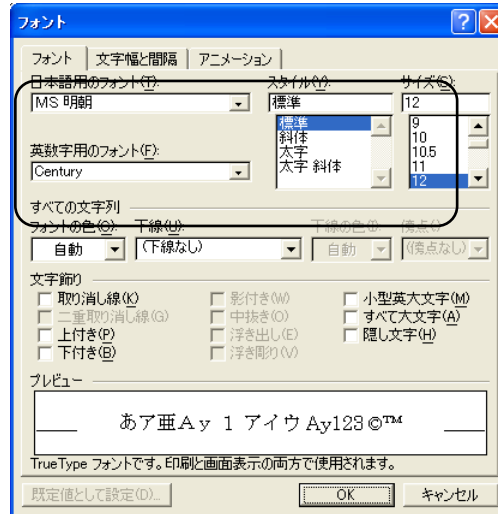 フォント
フォント 文字幅と間隔 アニメーション
日本語用のフォント(T): スタイル(Y): サイズ(S):
MS 明朝 標準 12
標準 9
斜体 10
太字 10.5
太字 斜体 11
12
英数字用のフォント(F):
Century
すべての文字列
フォントの色(C): 下線(U): 下線の色(I): 傍点(:)
自動 (下線なし) 自動 (傍点なし)
文字飾り
取り消し線(K) 影付き(W) 小型英大文字(M)
二重取り消し線(G) 中抜き(O) すべて大文字(A)
上付き(P) 浮き出し(E) 隠し文字(H)
下付き(B) 浮き彫り(V)
プレビュー
あア亜Ay 1 アイウ Ay123©™
TrueType フォントです。印刷と画面表示の両方で使用されます。
既定値として設定(D)... OK キャンセル